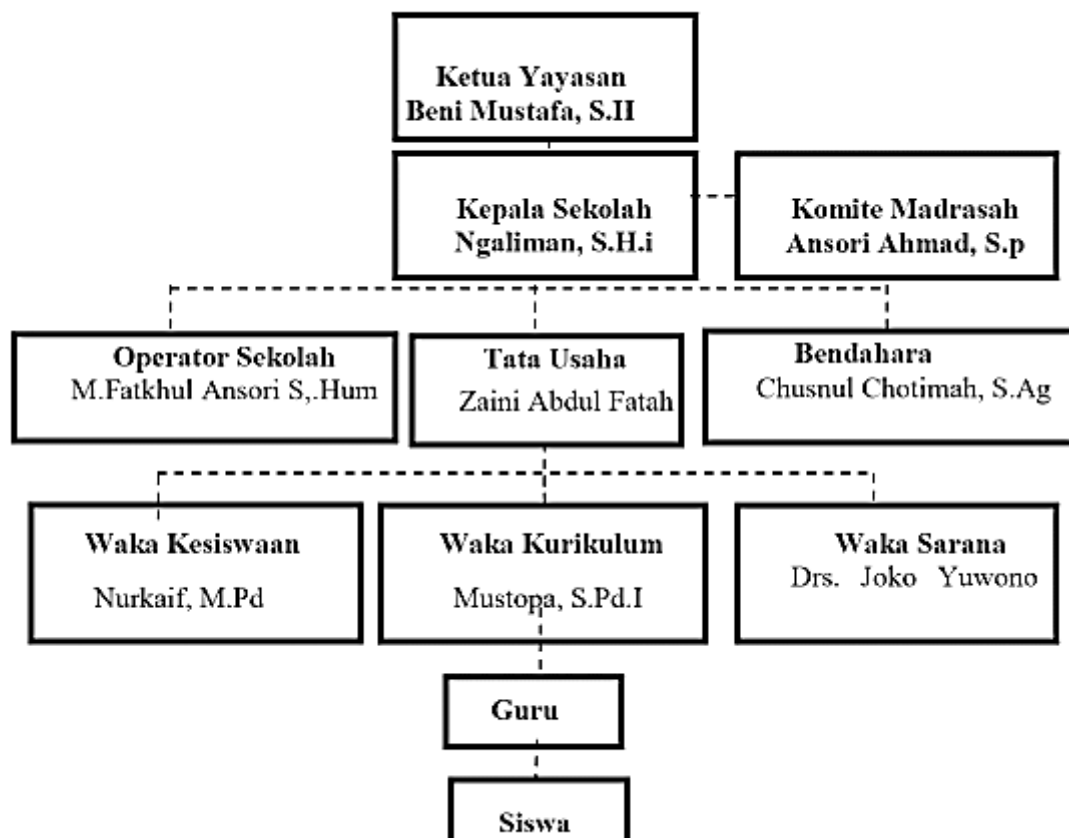 Ketua Yayasan
Beni Mustafa, S.II
Kepala Sekolah
Ngaliman, S.H.i
Komite Madrasah
Ansori Ahmad, S.p
Operator Sekolah
M.Fatkhul Ansori S,.Hum
Tata Usaha
Zaini Abdul Fatah
Bendahara
Chusnul Chotimah, S.Ag
Waka Kesiswaan
Nurkaif, M.Pd
Waka Kurikulum
Mustopa, S.Pd.I
Waka Sarana
Drs. Joko Yuwono
Guru
Siswa